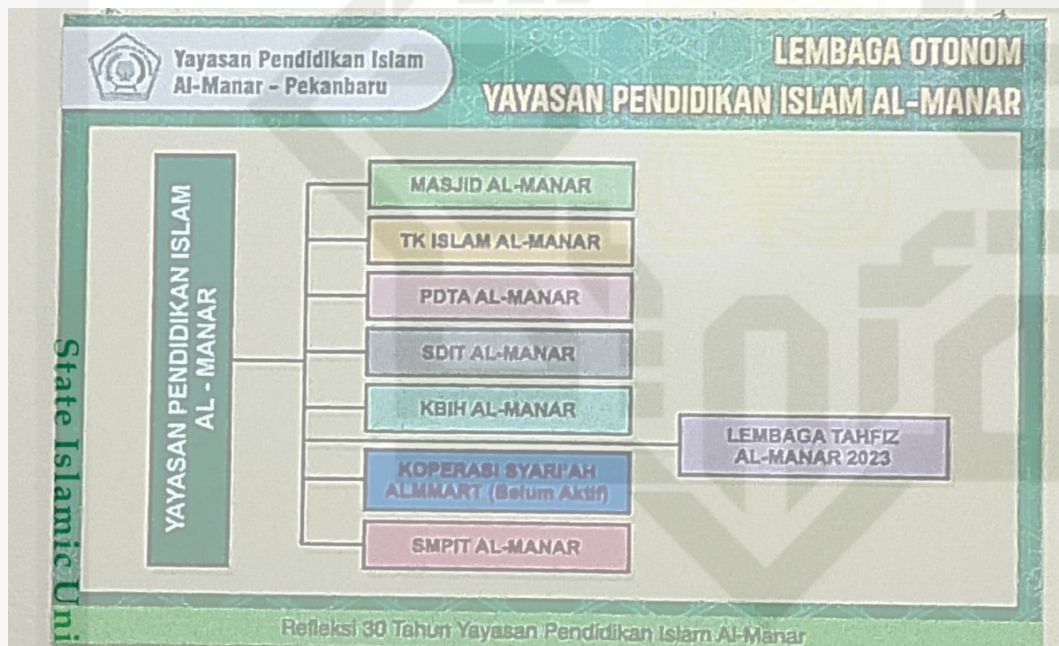 Yayasan Pendidikan Islam
Al-Manar - Pekanbaru
LEMBAGA OTONOM
YAYASAN PENDIDIKAN ISLAM AL-MANAR
YAYASAN PENDIDIKAN ISLAM
AL - MANAR
MASJID AL-MANAR
TK ISLAM AL-MANAR
PDTA AL-MANAR
SDIT AL-MANAR
KBIH AL-MANAR
LEMBAGA TAHFIZ
AL-MANAR 2023
KOPERASI SYARI'AH
ALMMART (Belum Aktif)
SMPIT AL-MANAR
Refleksi 30 Tahun Yayasan Pendidikan Islam Al-Manar
State Islamic Uni